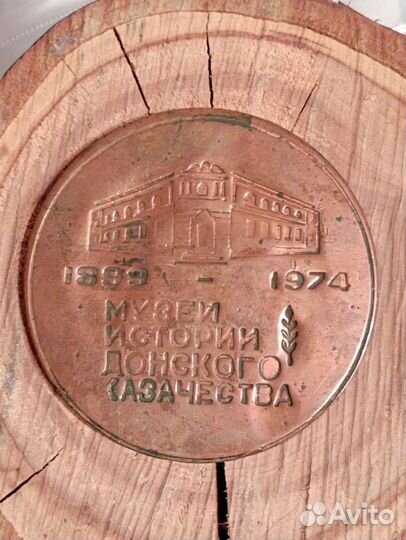 1899 - 1974
МУЗЕЙ
ИСТОРИИ
ДОНСКОГО
КАЗАЧЕСТВА
Avito